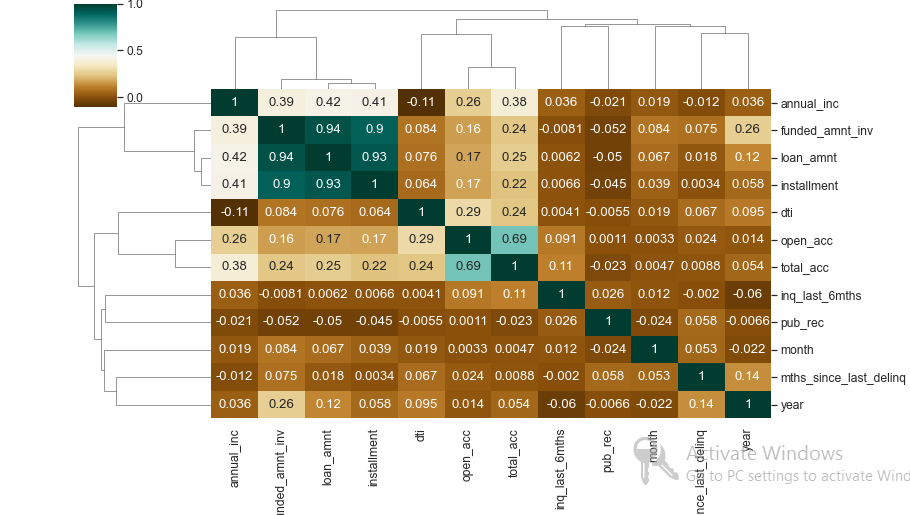 1.0
0.5
0.0
1 0.39 0.42 0.41 -0.11 0.26 0.38 0.036 -0.021 0.019 -0.012 0.036 annual_inc
0.39 1 0.94 0.9 0.084 0.16 0.24 -0.0081 -0.052 0.084 0.075 0.26 funded_amnt_inv
0.42 0.94 1 0.93 0.076 0.17 0.25 0.0062 -0.05 0.067 0.018 0.12 loan_amnt
0.41 0.9 0.93 1 0.064 0.17 0.22 0.0066 -0.045 0.039 0.0034 0.058 installment
-0.11 0.084 0.076 0.064 1 0.29 0.24 0.0041 -0.0055 0.019 0.067 0.095 dti
0.26 0.16 0.17 0.17 0.29 1 0.69 0.091 0.0011 0.0033 0.024 0.014 open_acc
0.38 0.24 0.25 0.22 0.24 0.69 1 0.11 -0.023 0.0047 0.0088 0.054 total_acc
0.036 -0.0081 0.0062 0.0066 0.0041 0.091 0.11 1 0.026 0.012 -0.002 -0.06 inq_last_6mths
-0.021 -0.052 -0.05 -0.045 -0.0055 0.0011 -0.023 0.026 1 -0.024 0.058 -0.0066 pub_rec
0.019 0.084 0.067 0.039 0.019 0.0033 0.0047 0.012 -0.024 1 0.053 -0.022 month
-0.012 0.075 0.018 0.0034 0.067 0.024 0.0088 -0.002 0.058 0.053 1 0.14 mths_since_last_delinq
0.036 0.26 0.12 0.058 0.095 0.014 0.054 -0.06 -0.0066 -0.022 0.14 1 year
annual_inc
unded_amnt_inv
loan_amnt
installment
dti
open_acc
total_acc
inq_last_6mths
pub_rec
month
nce_last_delinq
year
Activate Windows
Go to PC settings to activate Wind